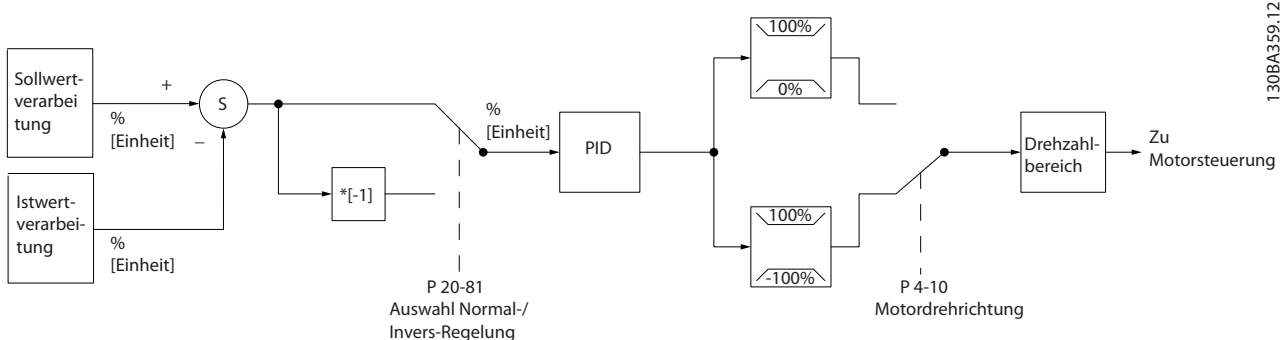 Sollwert-
verarbei
tung
+
%
[Einheit]
S
–
Istwert-
verarbei-
tung
%
[Einheit]
*[-1]
P 20-81
Auswahl Normal-/
Invers-Regelung
%
[Einheit]
PID
100%
0%
100%
-100%
P 4-10
Motordrehrichtung
Drehzahl-
bereich
Zu
Motorsteuerung
130BA359.12